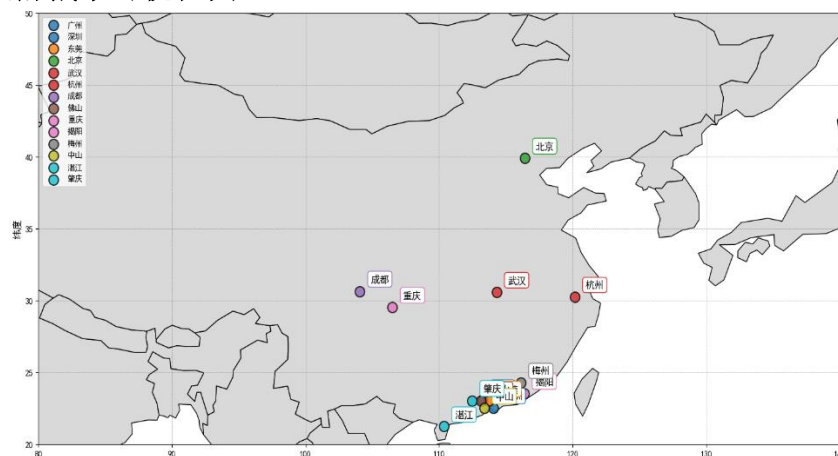 50
45
40
35
30
25
20
纬度
80
90
100
110
120
130
广州
深圳
东莞
北京
武汉
杭州
成都
佛山
重庆
揭阳
梅州
中山
湛江
肇庆
北京
成都
重庆
武汉
杭州
梅州
揭阳
肇庆
中山
湛江